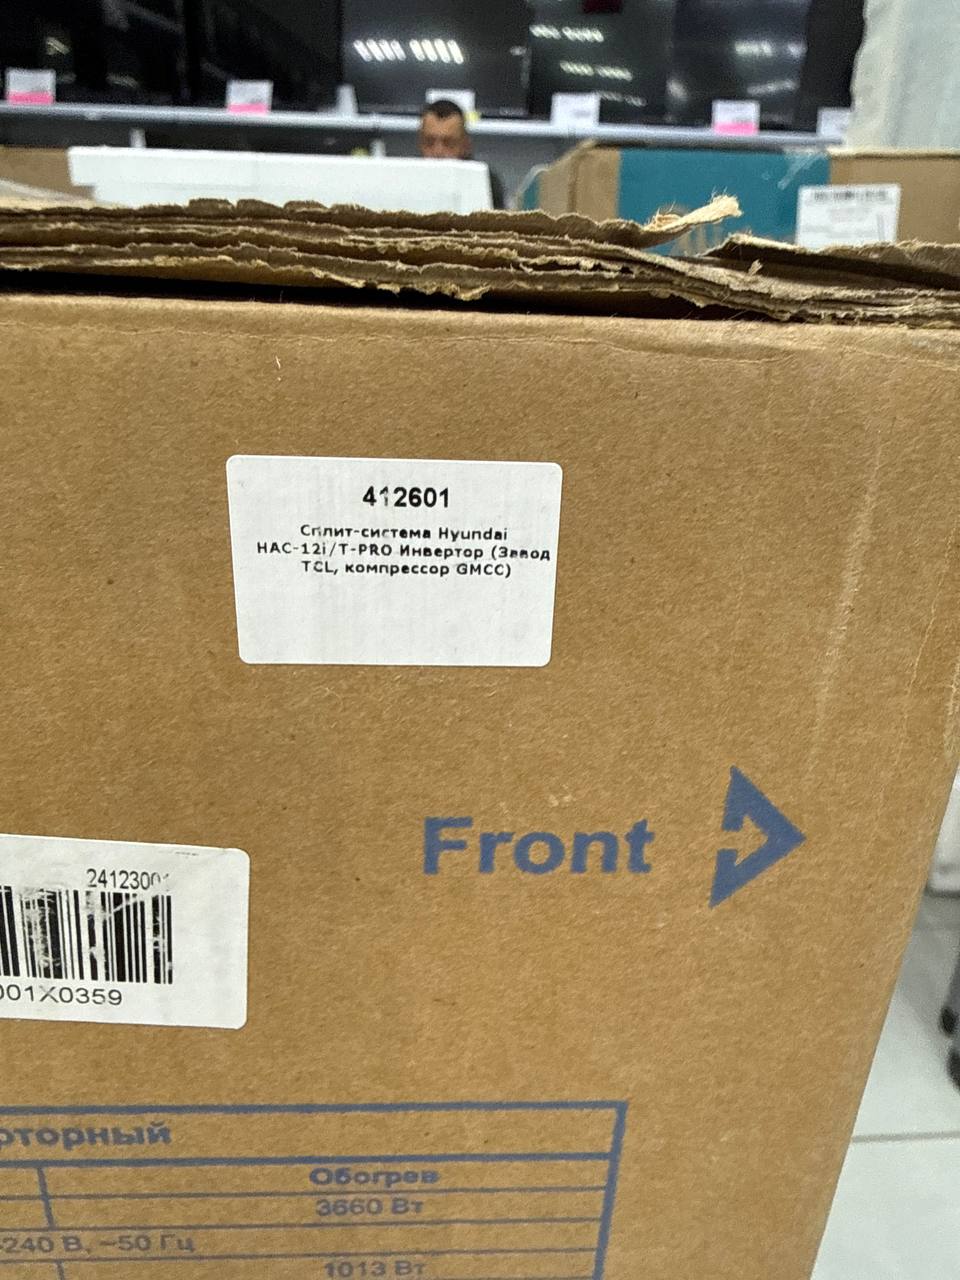 412601
Сплит-система Hyundai
HAC-12i/T-PRO Инвертор (Завод
TCL, компрессор GMCC)
Front
2412300
001X0359
рторный
Обогрев
3660 Вт
240 В, ~50 Гц
1013 Вт